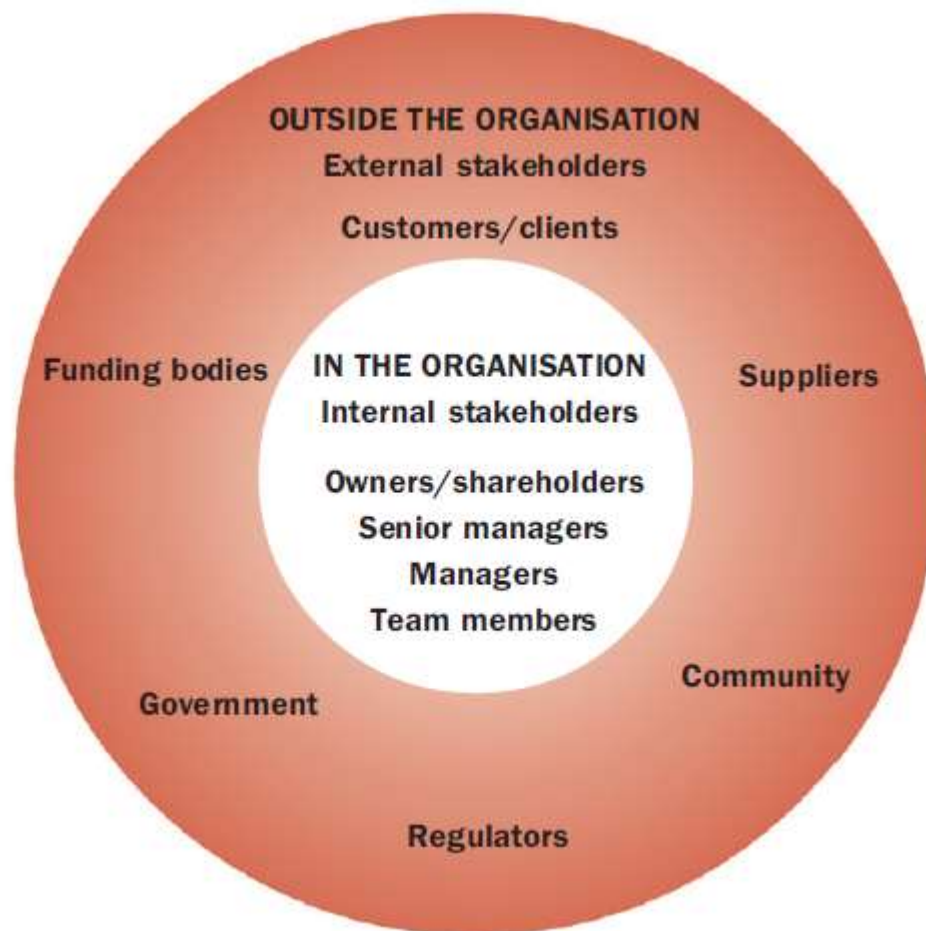 OUTSIDE THE ORGANISATION
External stakeholders
Customers/clients
Funding bodies
IN THE ORGANISATION
Internal stakeholders
Suppliers
Owners/shareholders
Senior managers
Managers
Team members
Community
Government
Regulators